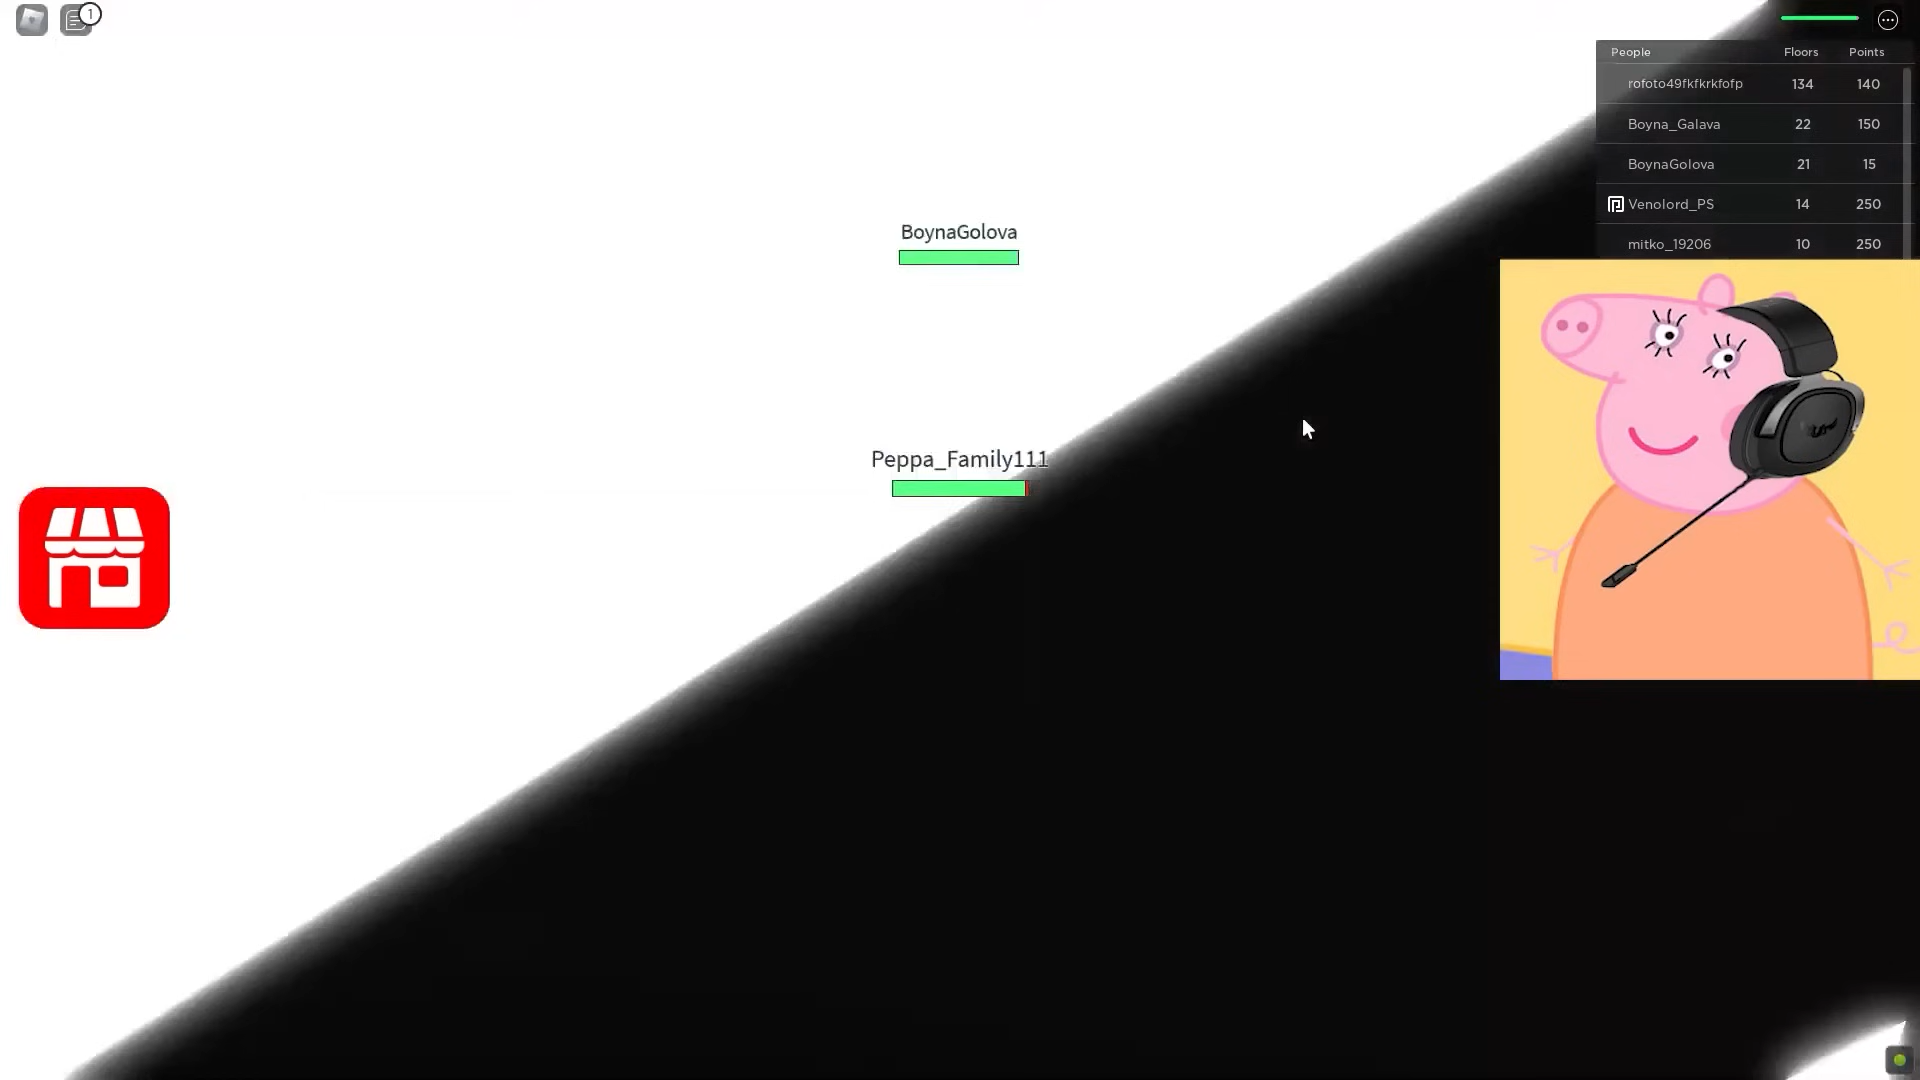 1
People Floors Points
rofoto49fkfkrkfofp 134 140
Boyna_Galava 22 150
BoynaGolova 21 15
Venolord_PS 14 250
mitko_19206 10 250
BoynaGolova
Peppa_Family111